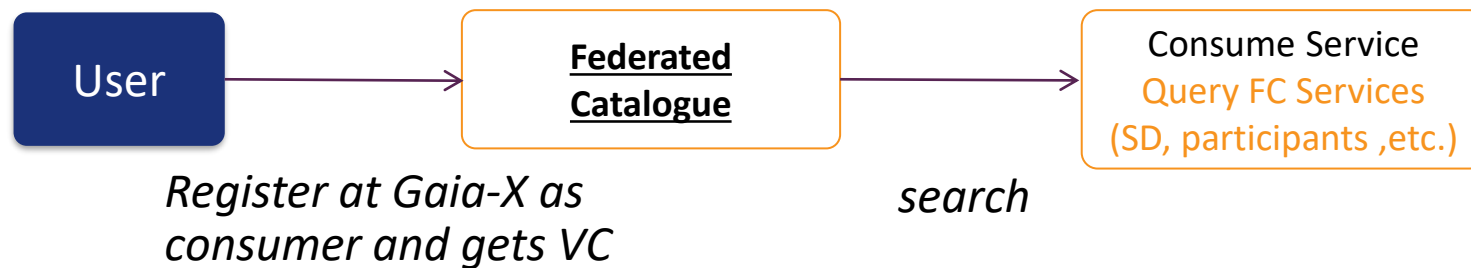 User
Federated
Catalogue
Consume Service
Query FC Services
(SD, participants ,etc.)
Register at Gaia-X as
consumer and gets VC
search